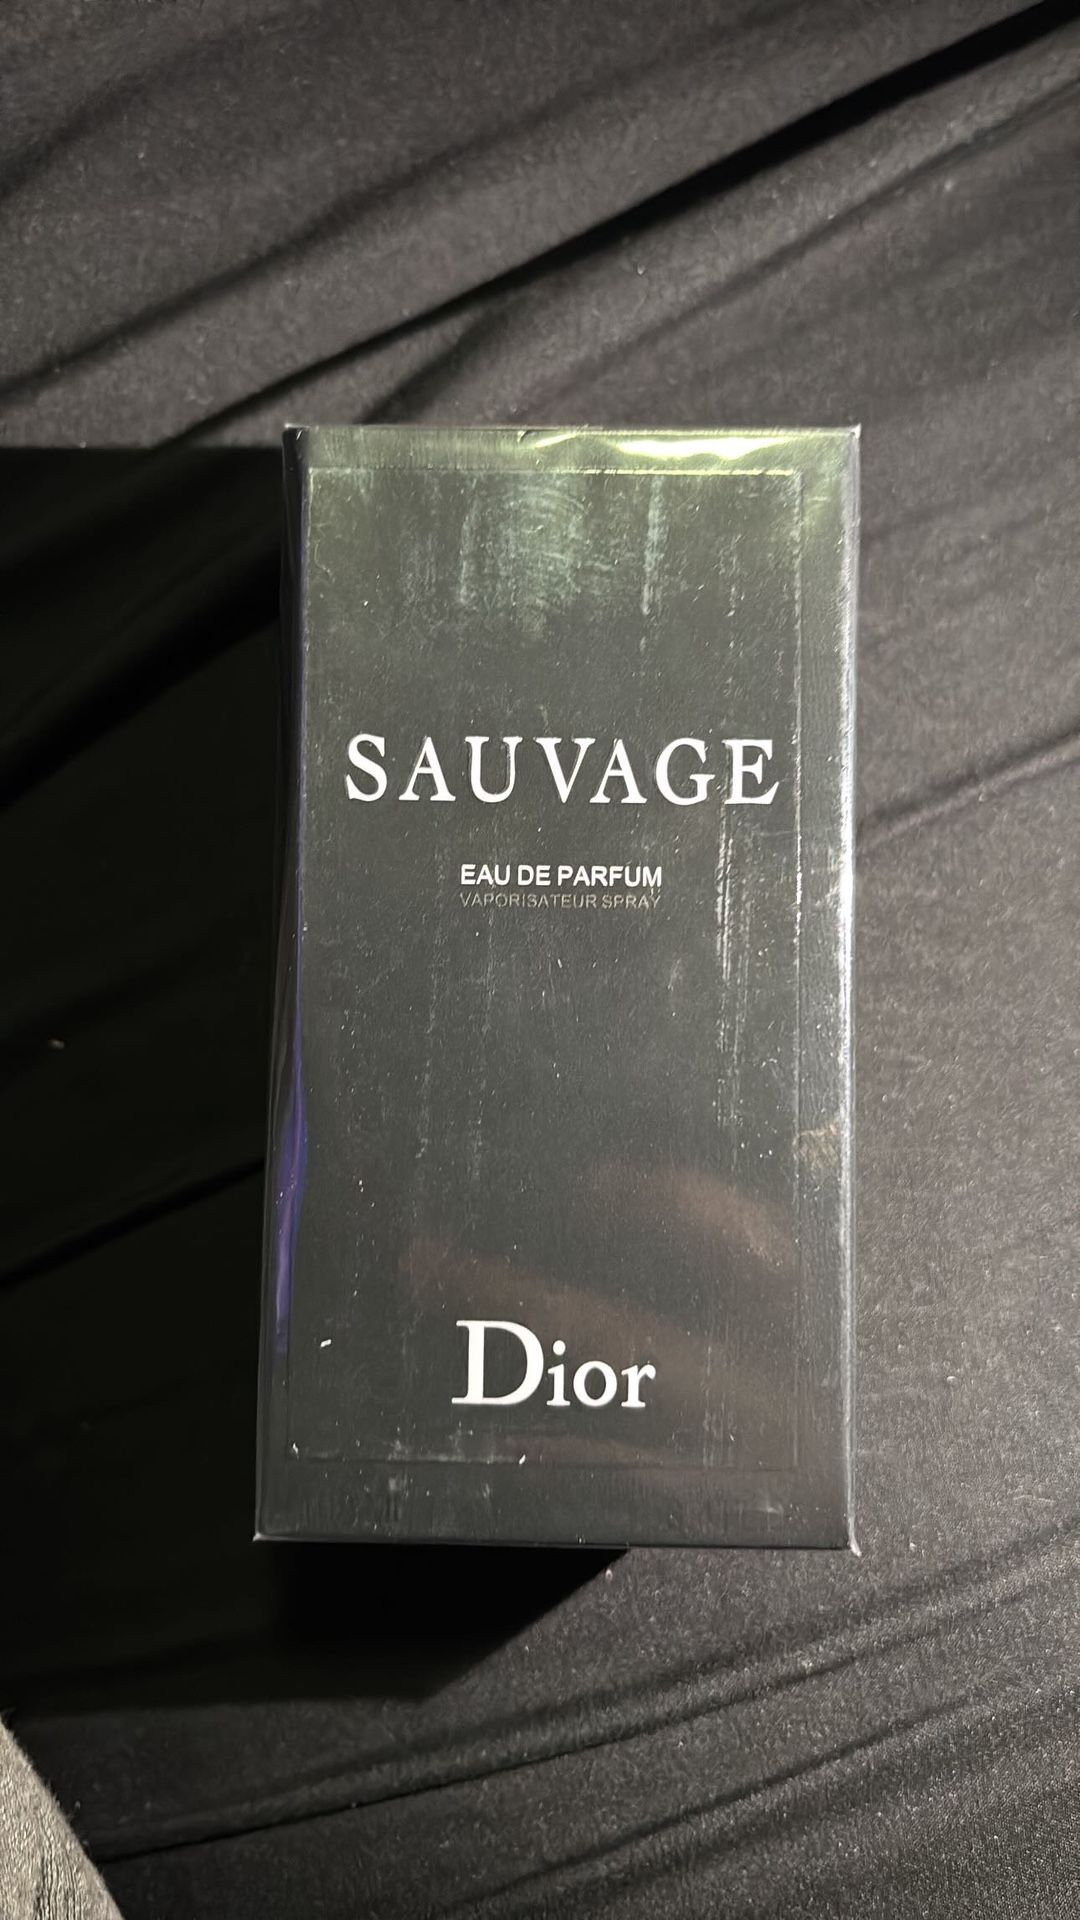 SAUVAGE
EAU DE PARFUM
VAPORISATEUR SPRAY
Dior